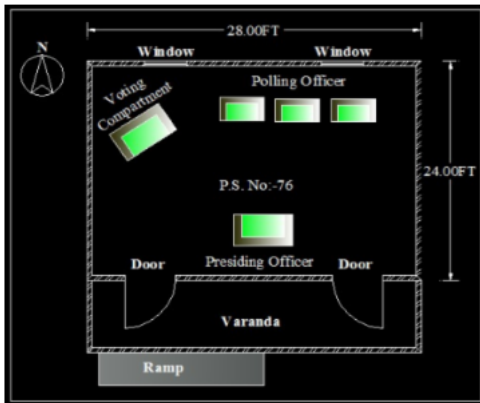 28.00FT
N
Window
Window
Voting
Compartment
Polling Officer
24.00FT
P.S. No:-76
Door
Presiding Officer
Door
Varanda
Ramp